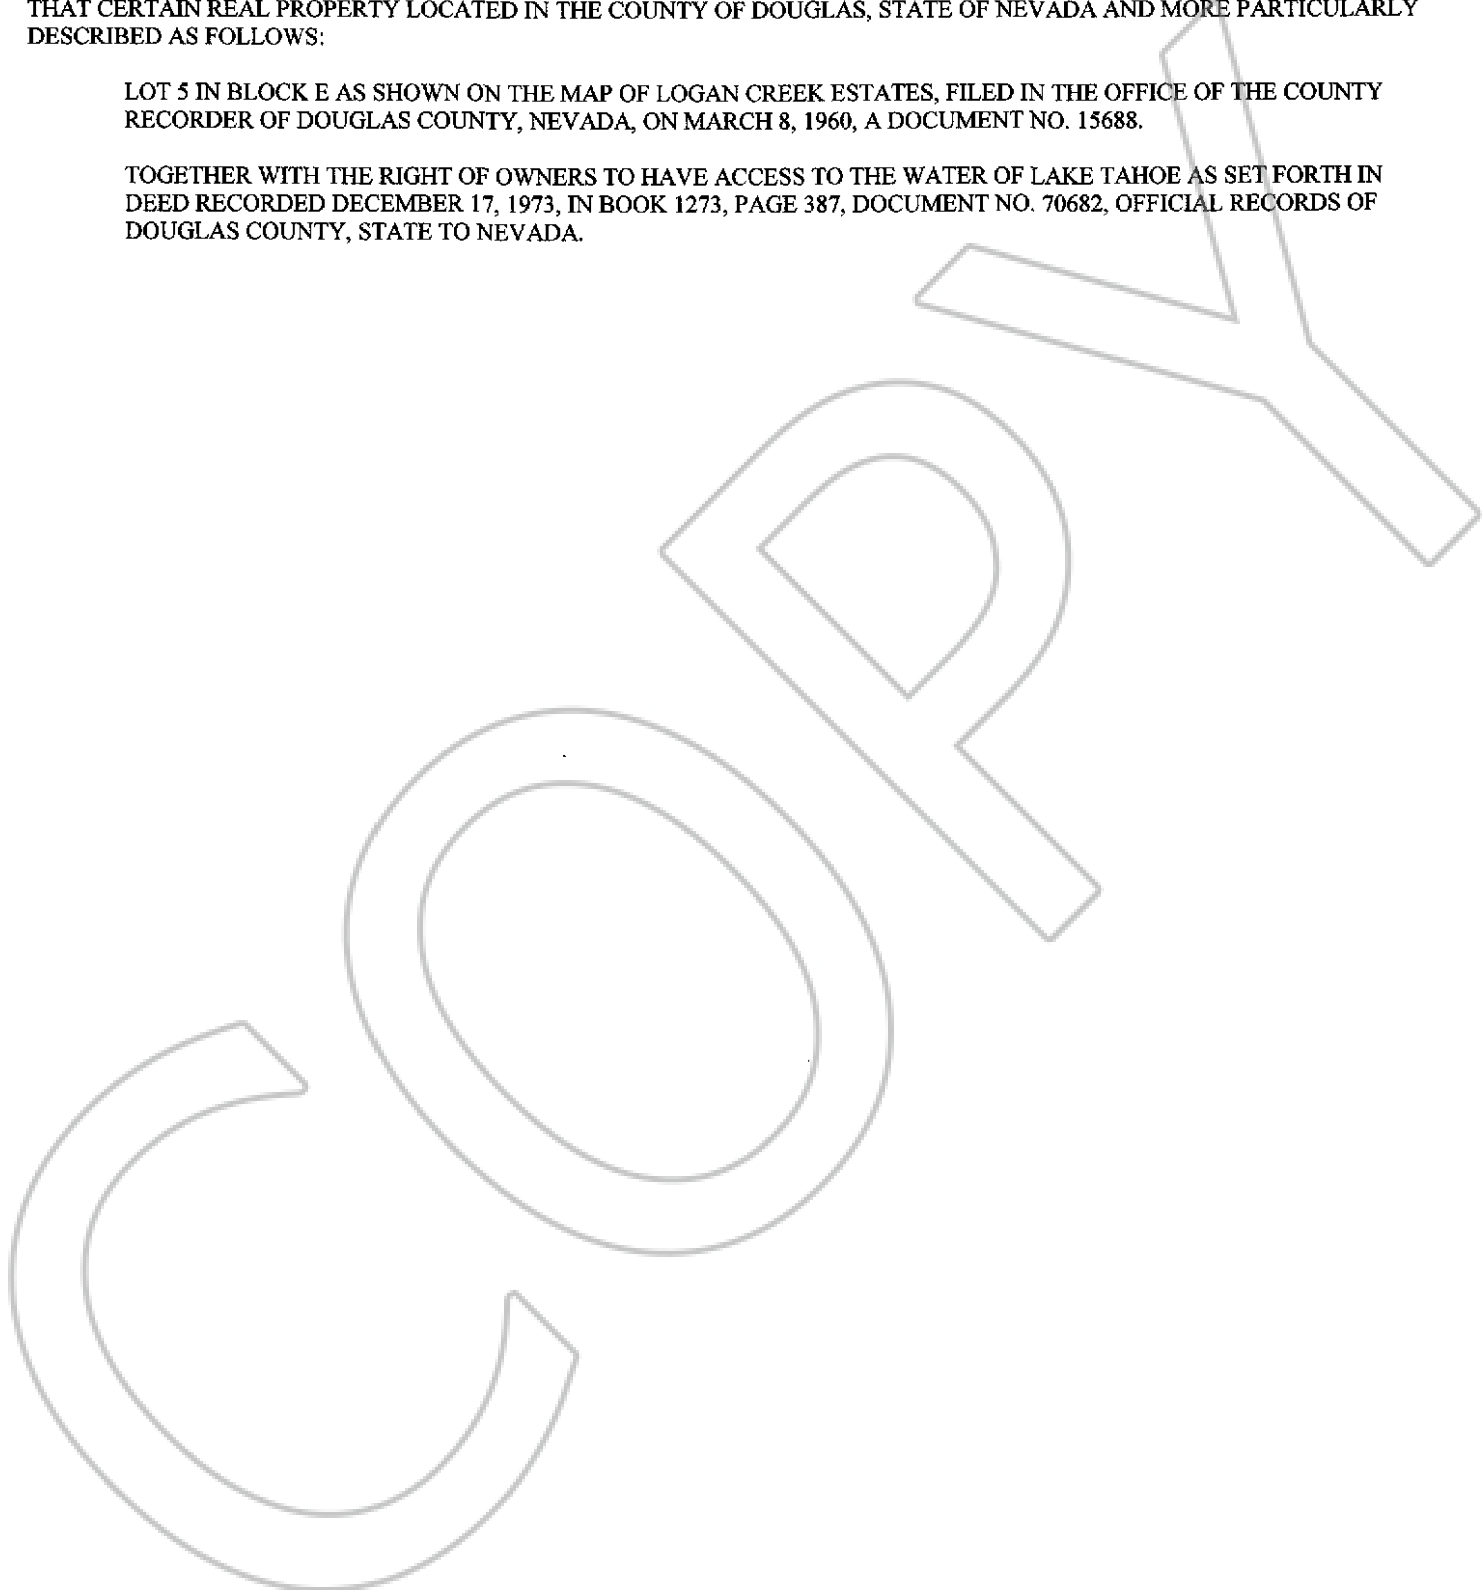 THAT CERTAIN REAL PROPERTY LOCATED IN THE COUNTY OF DOUGLAS, STATE OF NEVADA AND MORE PARTICULARLY
DESCRIBED AS FOLLOWS:
LOT 5 IN BLOCK E AS SHOWN ON THE MAP OF LOGAN CREEK ESTATES, FILED IN THE OFFICE OF THE COUNTY
RECORDER OF DOUGLAS COUNTY, NEVADA, ON MARCH 8, 1960, A DOCUMENT NO. 15688.
TOGETHER WITH THE RIGHT OF OWNERS TO HAVE ACCESS TO THE WATER OF LAKE TAHOE AS SET FORTH IN
DEED RECORDED DECEMBER 17, 1973, IN BOOK 1273, PAGE 387, DOCUMENT NO. 70682, OFFICIAL RECORDS OF
DOUGLAS COUNTY, STATE TO NEVADA.
COPY